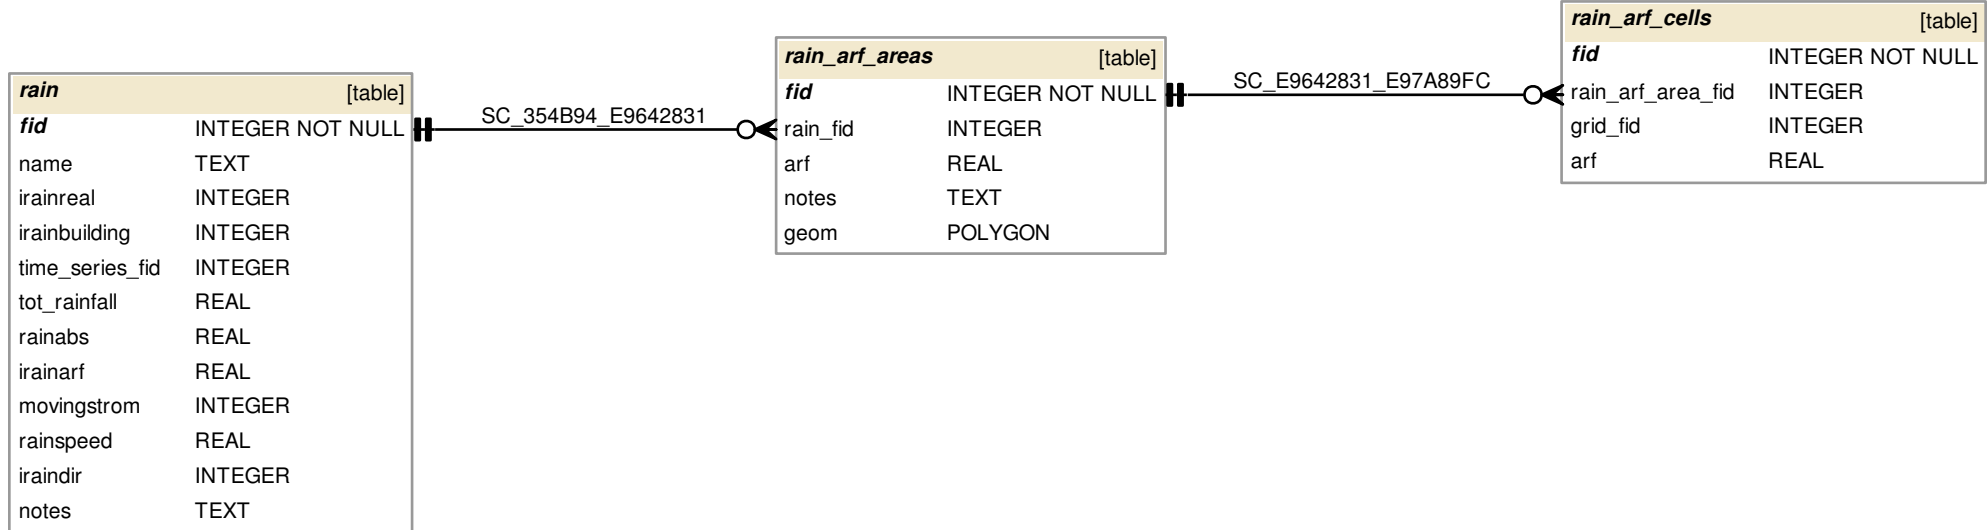 rain [table]
fid INTEGER NOT NULL
name TEXT
irainreal INTEGER
irainbuilding INTEGER
time_series_fid INTEGER
tot_rainfall REAL
rainabs REAL
irainarf REAL
movingstrom INTEGER
rainspeed REAL
iraindir INTEGER
notes TEXT
SC_354B94_E9642831
rain_arf_areas [table]
fid INTEGER NOT NULL
rain_fid INTEGER
arf REAL
notes TEXT
geom POLYGON
SC_E9642831_E97A89FC
rain_arf_cells [table]
fid INTEGER NOT NULL
rain_arf_area_fid INTEGER
grid_fid INTEGER
arf REAL